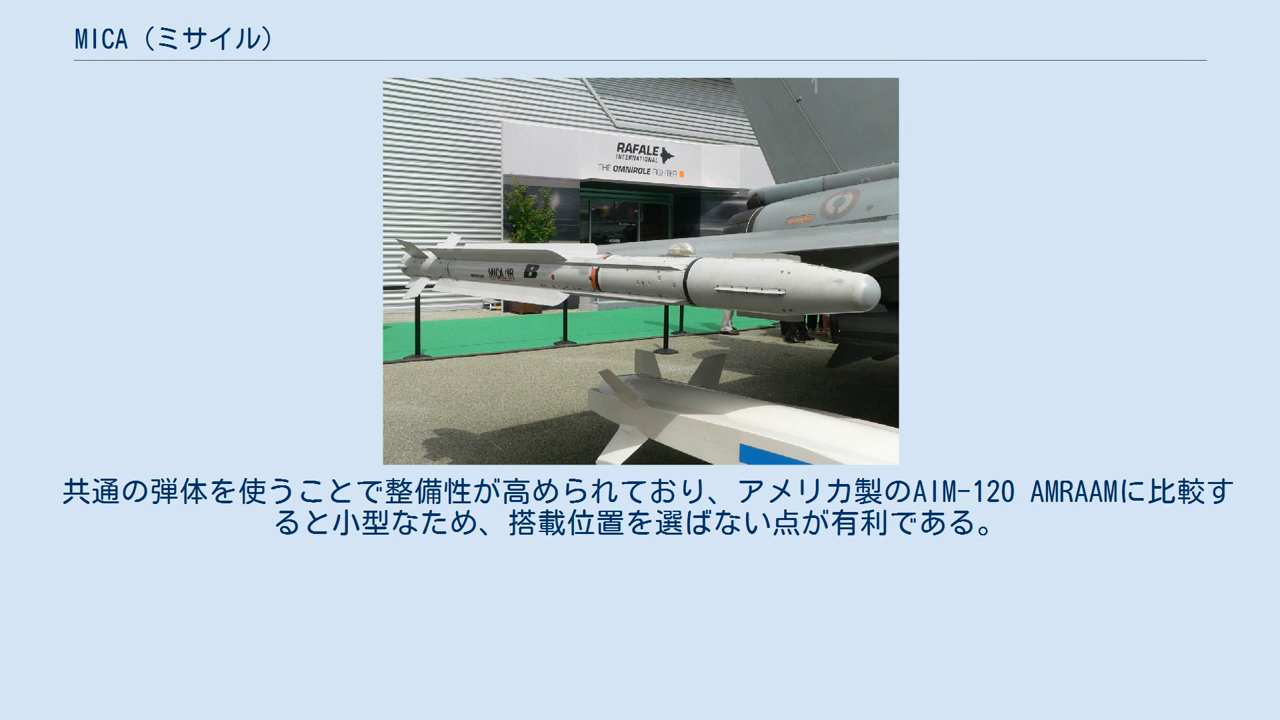 MICA（ミサイル）
RAFALE
INTERNATIONAL
THE OMNIROLE FIGHTER
1
MICA/IR
B
共通の弾体を使うことで整備性が高められており、アメリカ製のAIM-120 AMRAAMに比較す
ると小型なため、搭載位置を選ばない点が有利である。